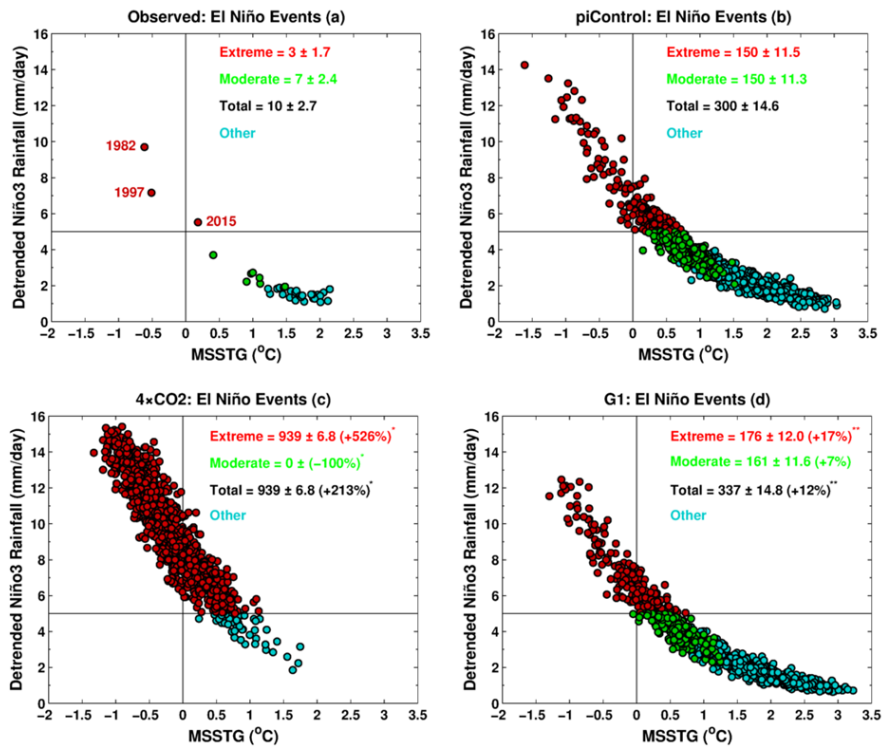 Observed: El Niño Events (a)
Detrended Niño3 Rainfall (mm/day)
16
14
12
10
8
6
4
2
0
Extreme = 3 ± 1.7
Moderate = 7 ± 2.4
Total = 10 ± 2.7
Other
1982
1997
2015
−2 −1.5 −1 −0.5 0 0.5 1 1.5 2 2.5 3 3.5
MSSTG (°C)
piControl: El Niño Events (b)
Detrended Niño3 Rainfall (mm/day)
16
14
12
10
8
6
4
2
0
Extreme = 150 ± 11.5
Moderate = 150 ± 11.3
Total = 300 ± 14.6
Other
−2 −1.5 −1 −0.5 0 0.5 1 1.5 2 2.5 3 3.5
MSSTG (°C)
4×CO2: El Niño Events (c)
Detrended Niño3 Rainfall (mm/day)
16
14
12
10
8
6
4
2
0
Extreme = 939 ± 6.8 (+526%)*
Moderate = 0 ± (−100%)*
Total = 939 ± 6.8 (+213%)*
Other
−2 −1.5 −1 −0.5 0 0.5 1 1.5 2 2.5 3 3.5
MSSTG (°C)
G1: El Niño Events (d)
Detrended Niño3 Rainfall (mm/day)
16
14
12
10
8
6
4
2
0
Extreme = 176 ± 12.0 (+17%)**
Moderate = 161 ± 11.6 (+7%)
Total = 337 ± 14.8 (+12%)**
Other
−2 −1.5 −1 −0.5 0 0.5 1 1.5 2 2.5 3 3.5
MSSTG (°C)